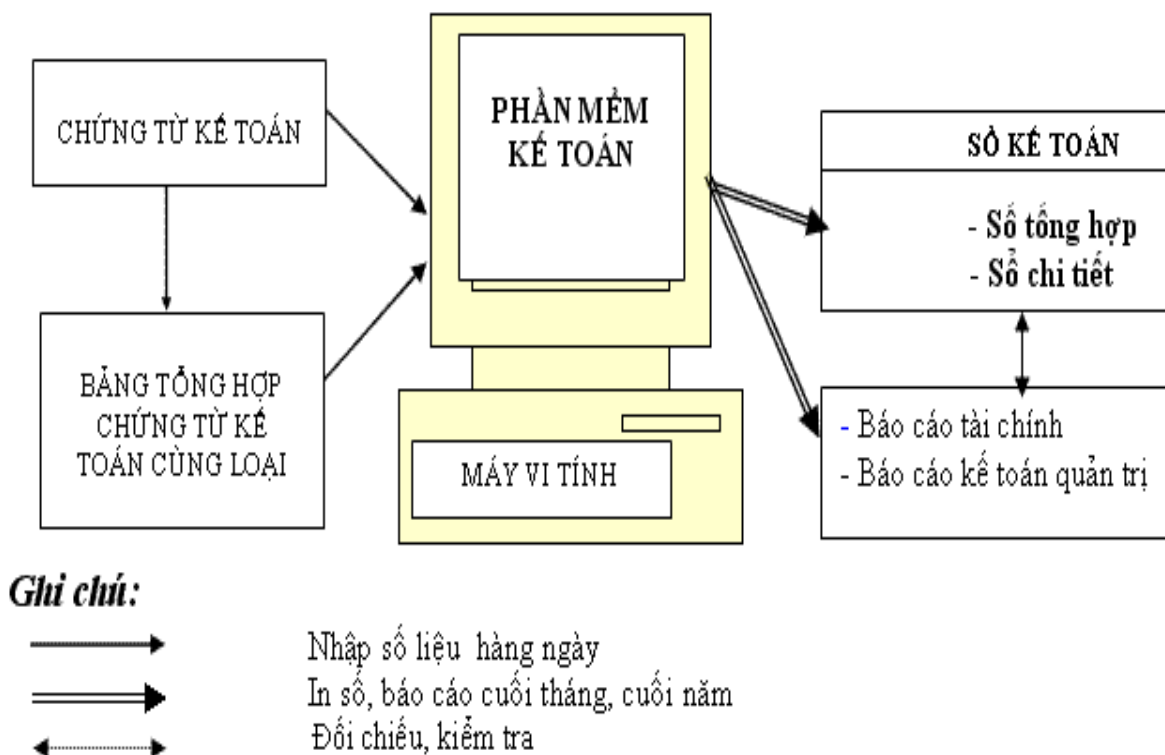 CHỨNG TỪ KẾ TOÁN
BẢNG TỔNG HỢP
CHỨNG TỪ KẾ
TOÁN CÙNG LOẠI
PHẦN MỀM
KẾ TOÁN
MÁY VI TÍNH
SỔ KẾ TOÁN
- Sổ tổng hợp
- Sổ chi tiết
- Báo cáo tài chính
- Báo cáo kế toán quản trị
Ghi chú:
Nhập số liệu hàng ngày
In sổ, báo cáo cuối tháng, cuối năm
Đối chiếu, kiểm tra